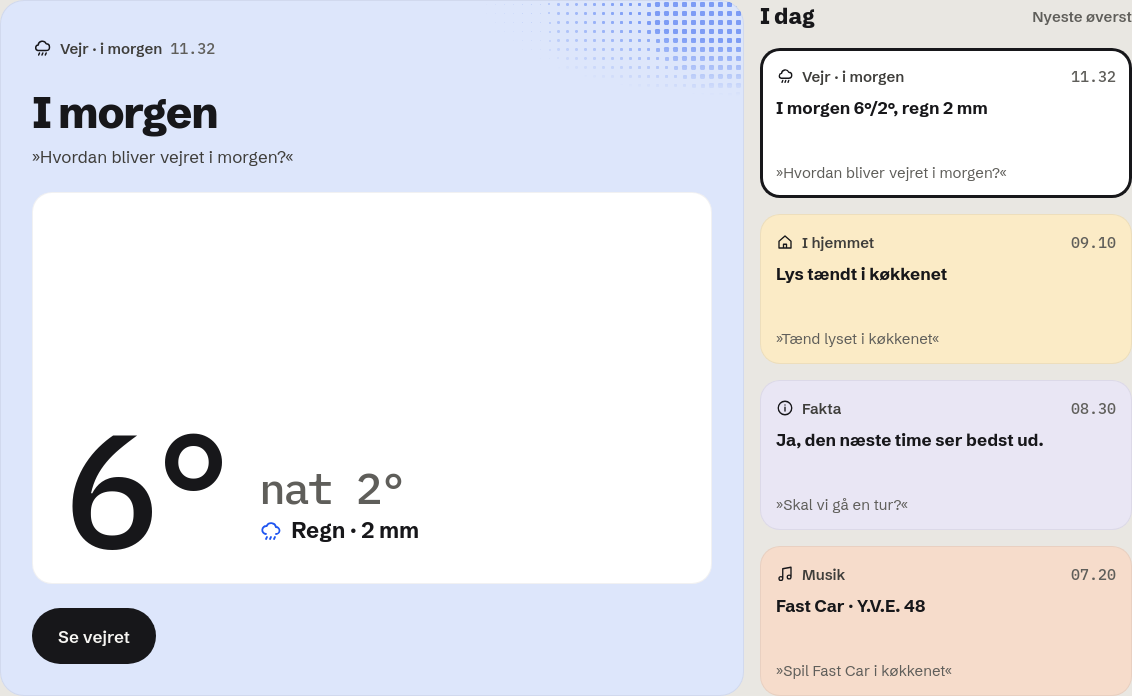 Vejr · i morgen 11.32
I morgen
»Hvordan bliver vejret i morgen?«
6°
nat 2°
Regn · 2 mm
Se vejret
I dag
Nyeste øverst
Vejr · i morgen 11.32
I morgen 6°/2°, regn 2 mm
»Hvordan bliver vejret i morgen?«
I hjemmet 09.10
Lys tændt i køkkenet
»Tænd lyset i køkkenet«
Fakta 08.30
Ja, den næste time ser bedst ud.
»Skal vi gå en tur?«
Musik 07.20
Fast Car · Y.V.E. 48
»Spil Fast Car i køkkenet«